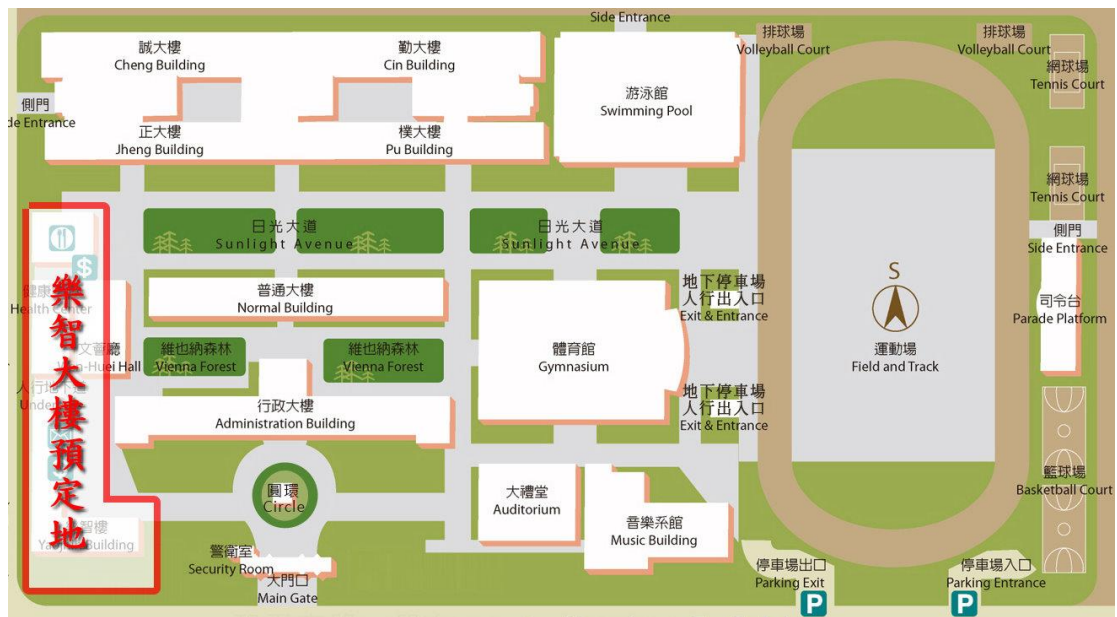 Side Entrance
誠大樓
Cheng Building
勤大樓
Cin Building
游泳館
Swimming Pool
排球場
Volleyball Court
排球場
Volleyball Court
網球場
Tennis Court
側門
de Entrance
正大樓
Jheng Building
樸大樓
Pu Building
網球場
Tennis Court
日光大道
Sunlight Avenue
日光大道
Sunlight Avenue
側門
Side Entrance
樂智大樓預定地
$
健康
Health Center
普通大樓
Normal Building
地下停車場
人行出入口
Exit & Entrance
S
司令台
Parade Platform
文薈廳
n-Huei Hall
維也納森林
Vienna Forest
維也納森林
Vienna Forest
體育館
Gymnasium
運動場
Field and Track
人行地下道
Unde
行政大樓
Administration Building
地下停車場
人行出入口
Exit & Entrance
圓環
Circle
大禮堂
Auditorium
音樂系館
Music Building
籃球場
Basketball Court
智樓
Building
警衛室
Security Room
大門口
Main Gate
停車場出口
Parking Exit
P
停車場入口
Parking Entrance
P